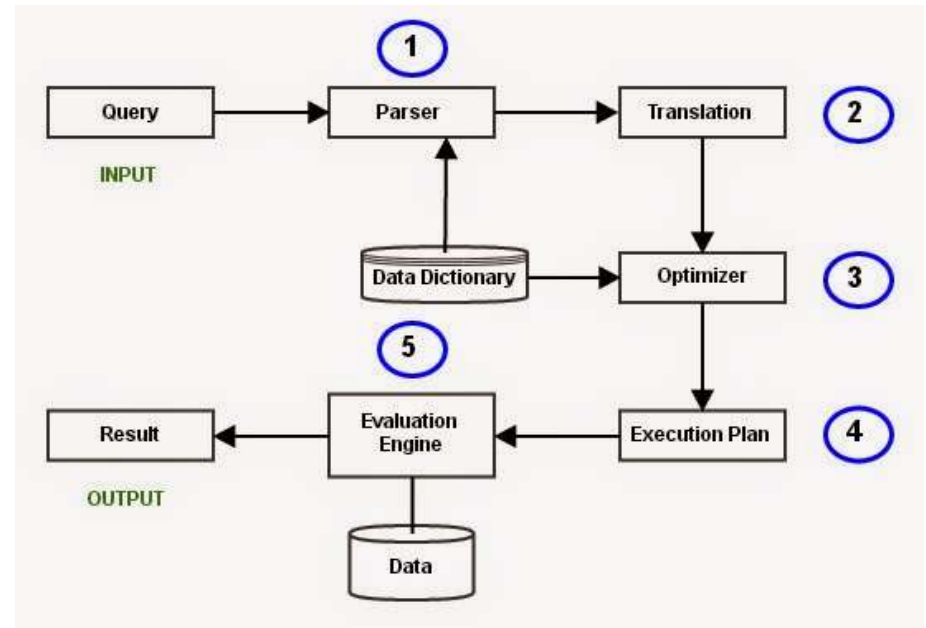 1
Query
Parser
Translation
2
INPUT
Data Dictionary
Optimizer
3
5
Result
Evaluation
Engine
Execution Plan
4
OUTPUT
Data